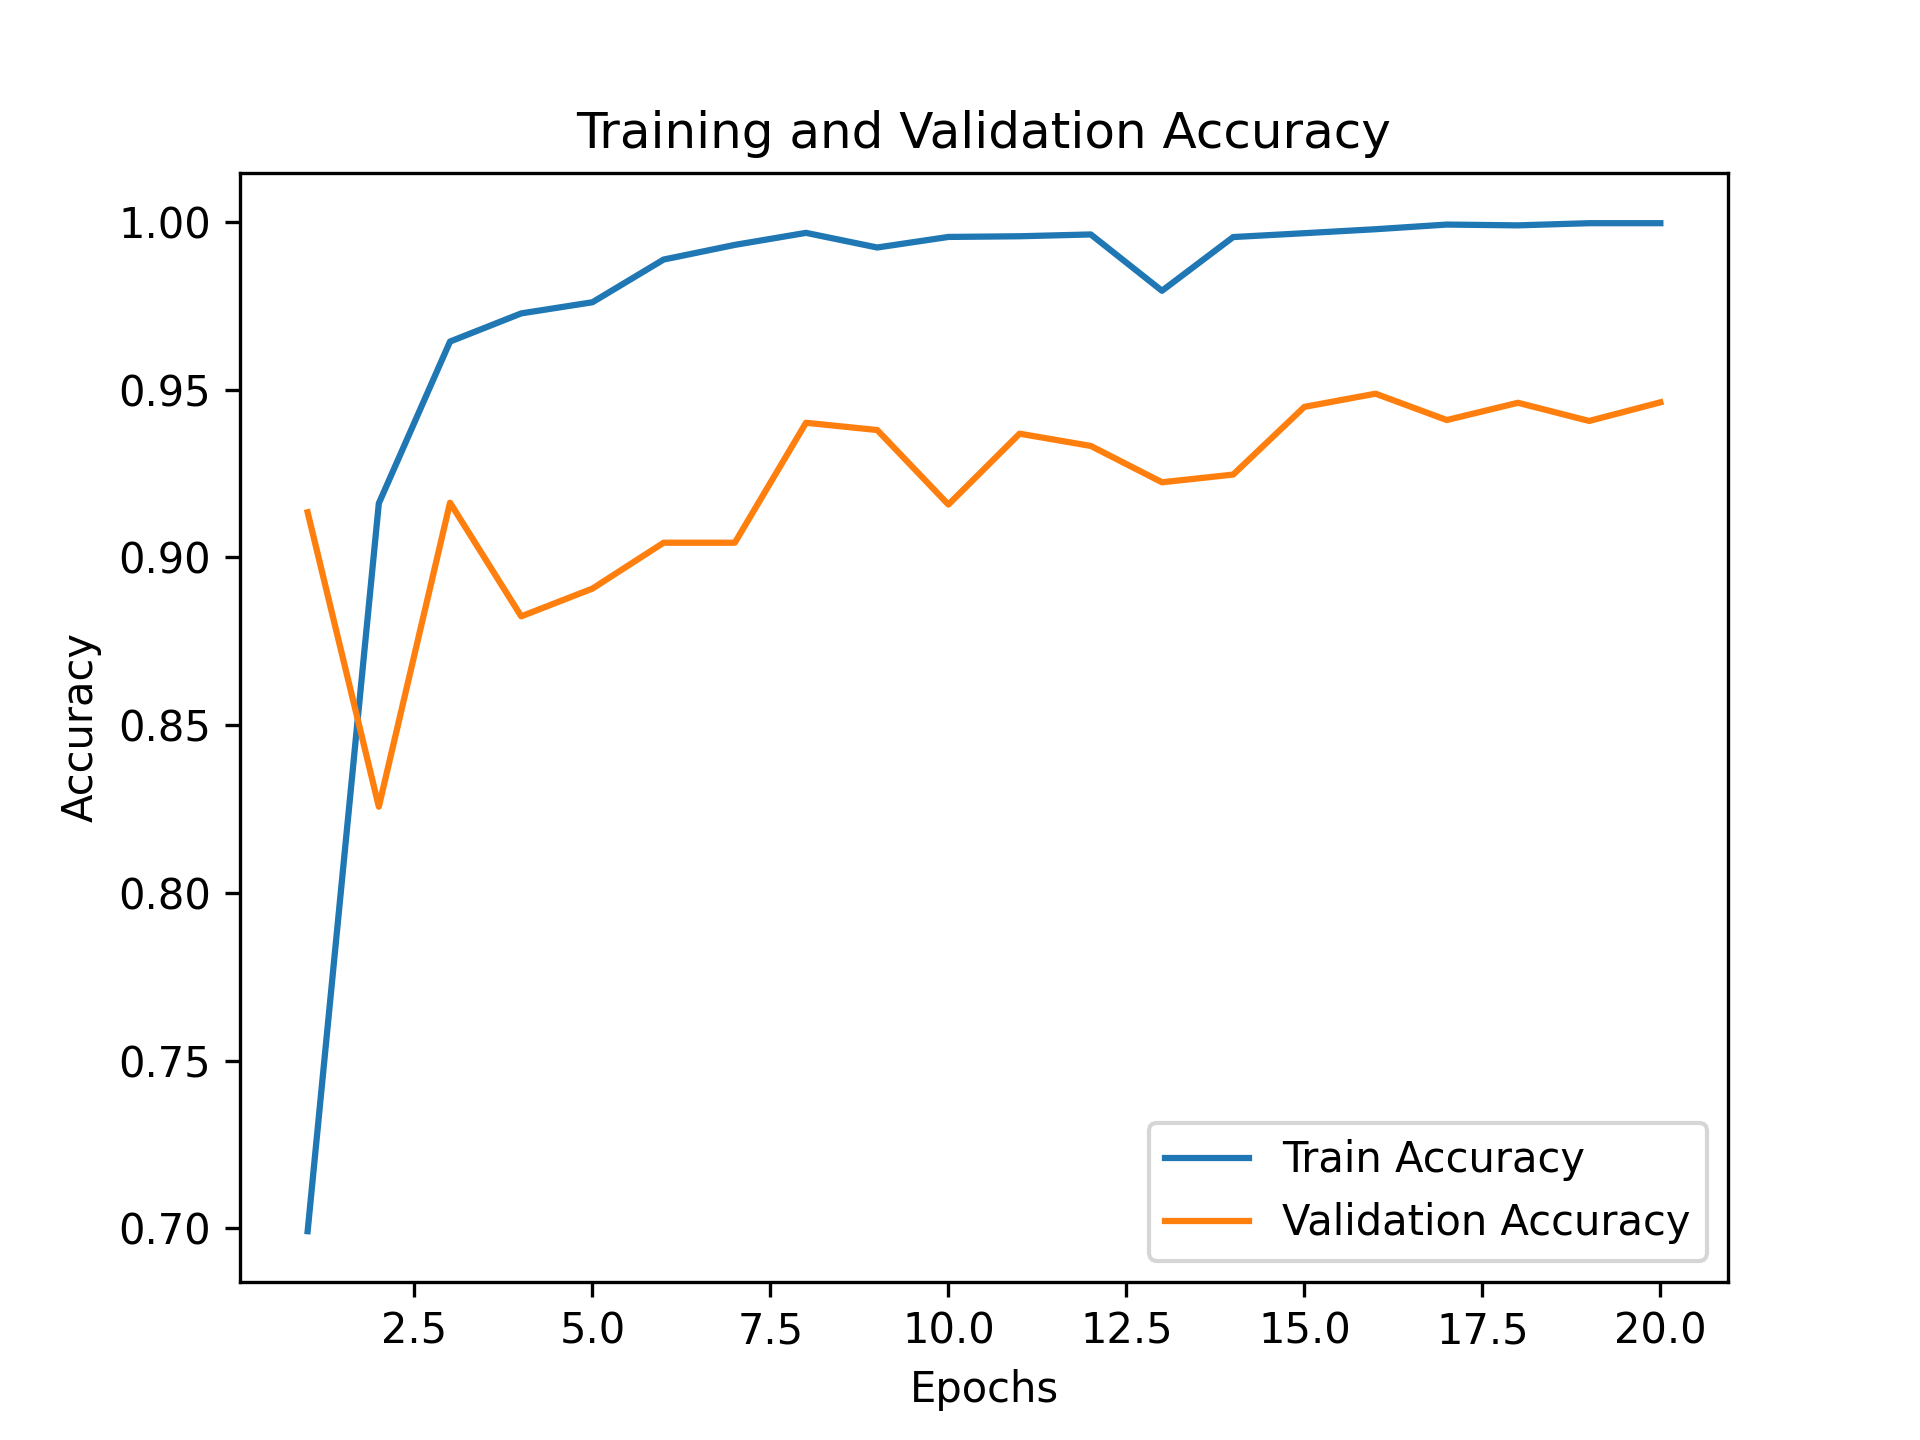 Training and Validation Accuracy
1.00
0.95
0.90
0.85
0.80
0.75
0.70
Accuracy
Train Accuracy
Validation Accuracy
2.5 5.0 7.5 10.0 12.5 15.0 17.5 20.0
Epochs